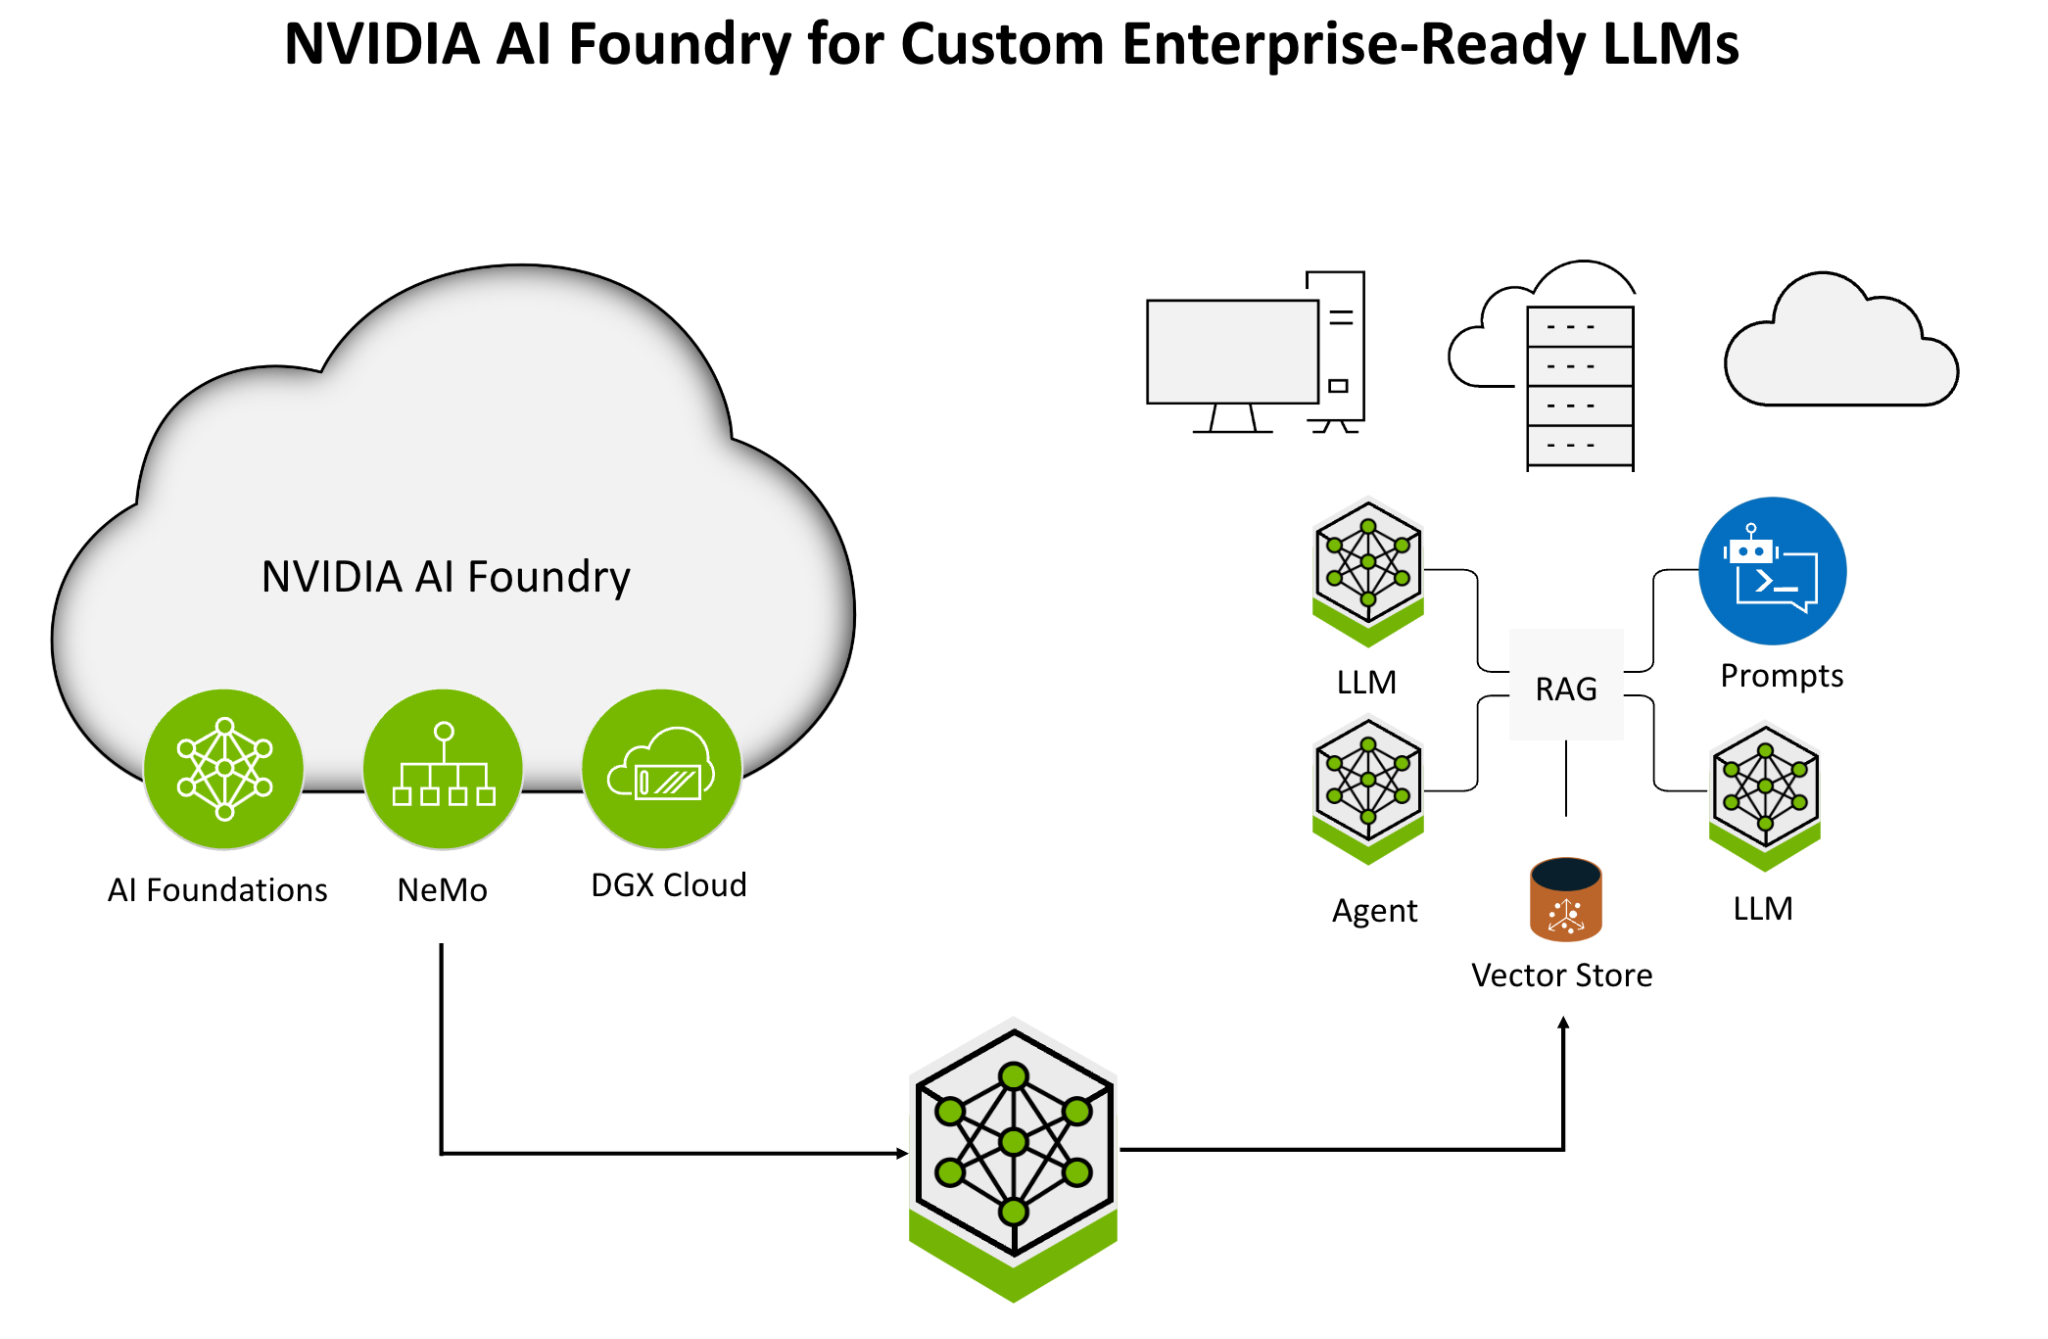 NVIDIA AI Foundry for Custom Enterprise-Ready LLMs
NVIDIA AI Foundry
AI Foundations
NeMo
DGX Cloud
LLM
Prompts
RAG
Agent
LLM
Vector Store